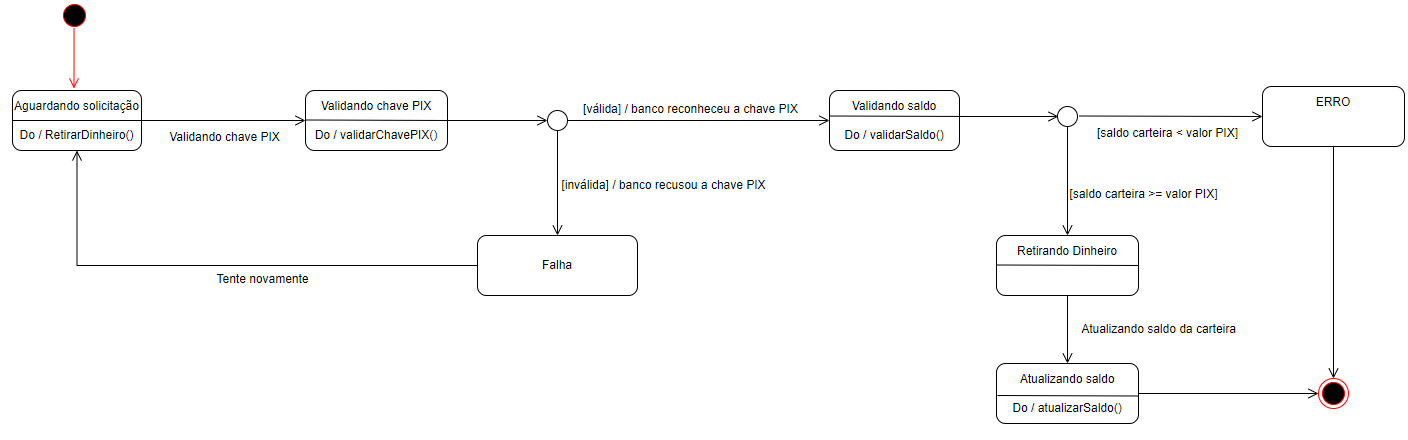 Aguardando solicitação
Do / RetirarDinheiro()
Validando chave PIX
Validando chave PIX
Do / validarChavePIX()
[válida] / banco reconheceu a chave PIX
[inválida] / banco recusou a chave PIX
Falha
Tente novamente
Validando saldo
Do / validarSaldo()
[saldo carteira < valor PIX]
ERRO
[saldo carteira >= valor PIX]
Retirando Dinheiro
Atualizando saldo da carteira
Atualizando saldo
Do / atualizarSaldo()